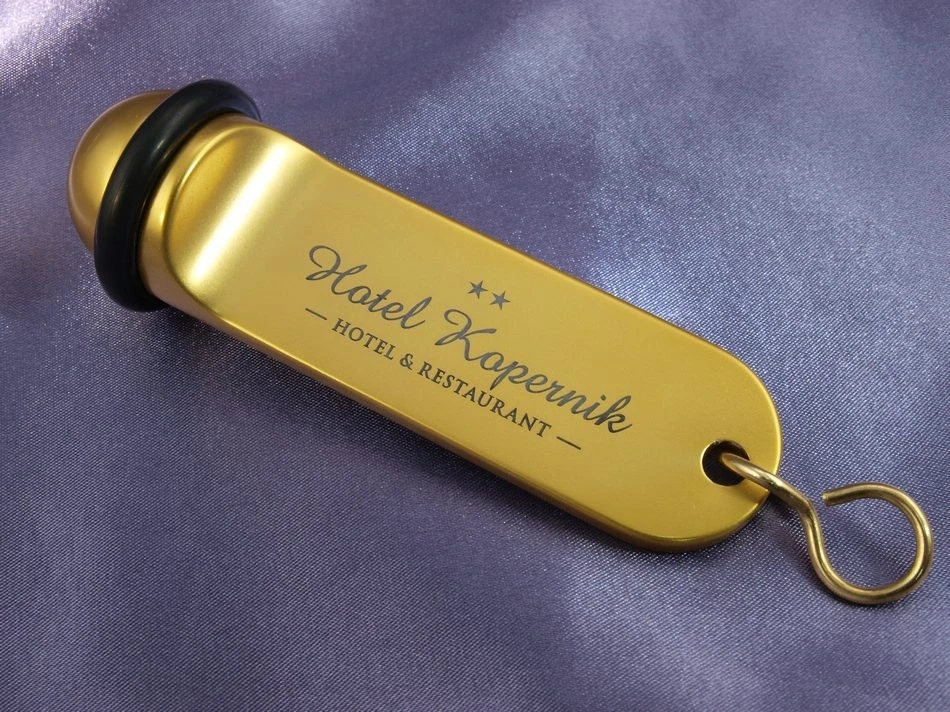 ★★
Hotel Kopernik
— HOTEL & RESTAURANT —